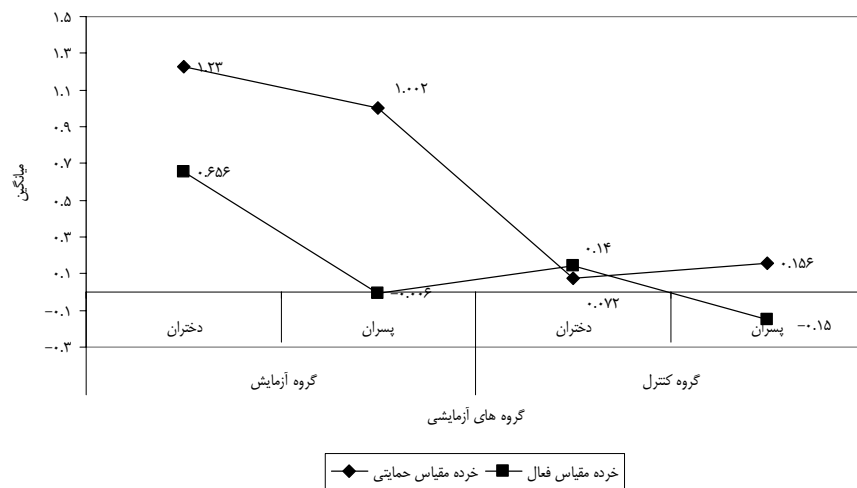 ۱.۵
۱.۳
۱.۱
۰.۹
۰.۷
۰.۵
۰.۳
۰.۱
−۰.۱
−۰.۳
میانگین
۱.۲۳
۱.۰۰۲
۰.۶۵۶
−۰.۰۰۶
۰.۱۴
۰.۰۷۲
۰.۱۵۶
−۰.۱۵
دختران
پسران
دختران
پسران
گروه آزمایش
گروه کنترل
گروه های آزمایشی
خرده مقیاس حمایتی
خرده مقیاس فعال